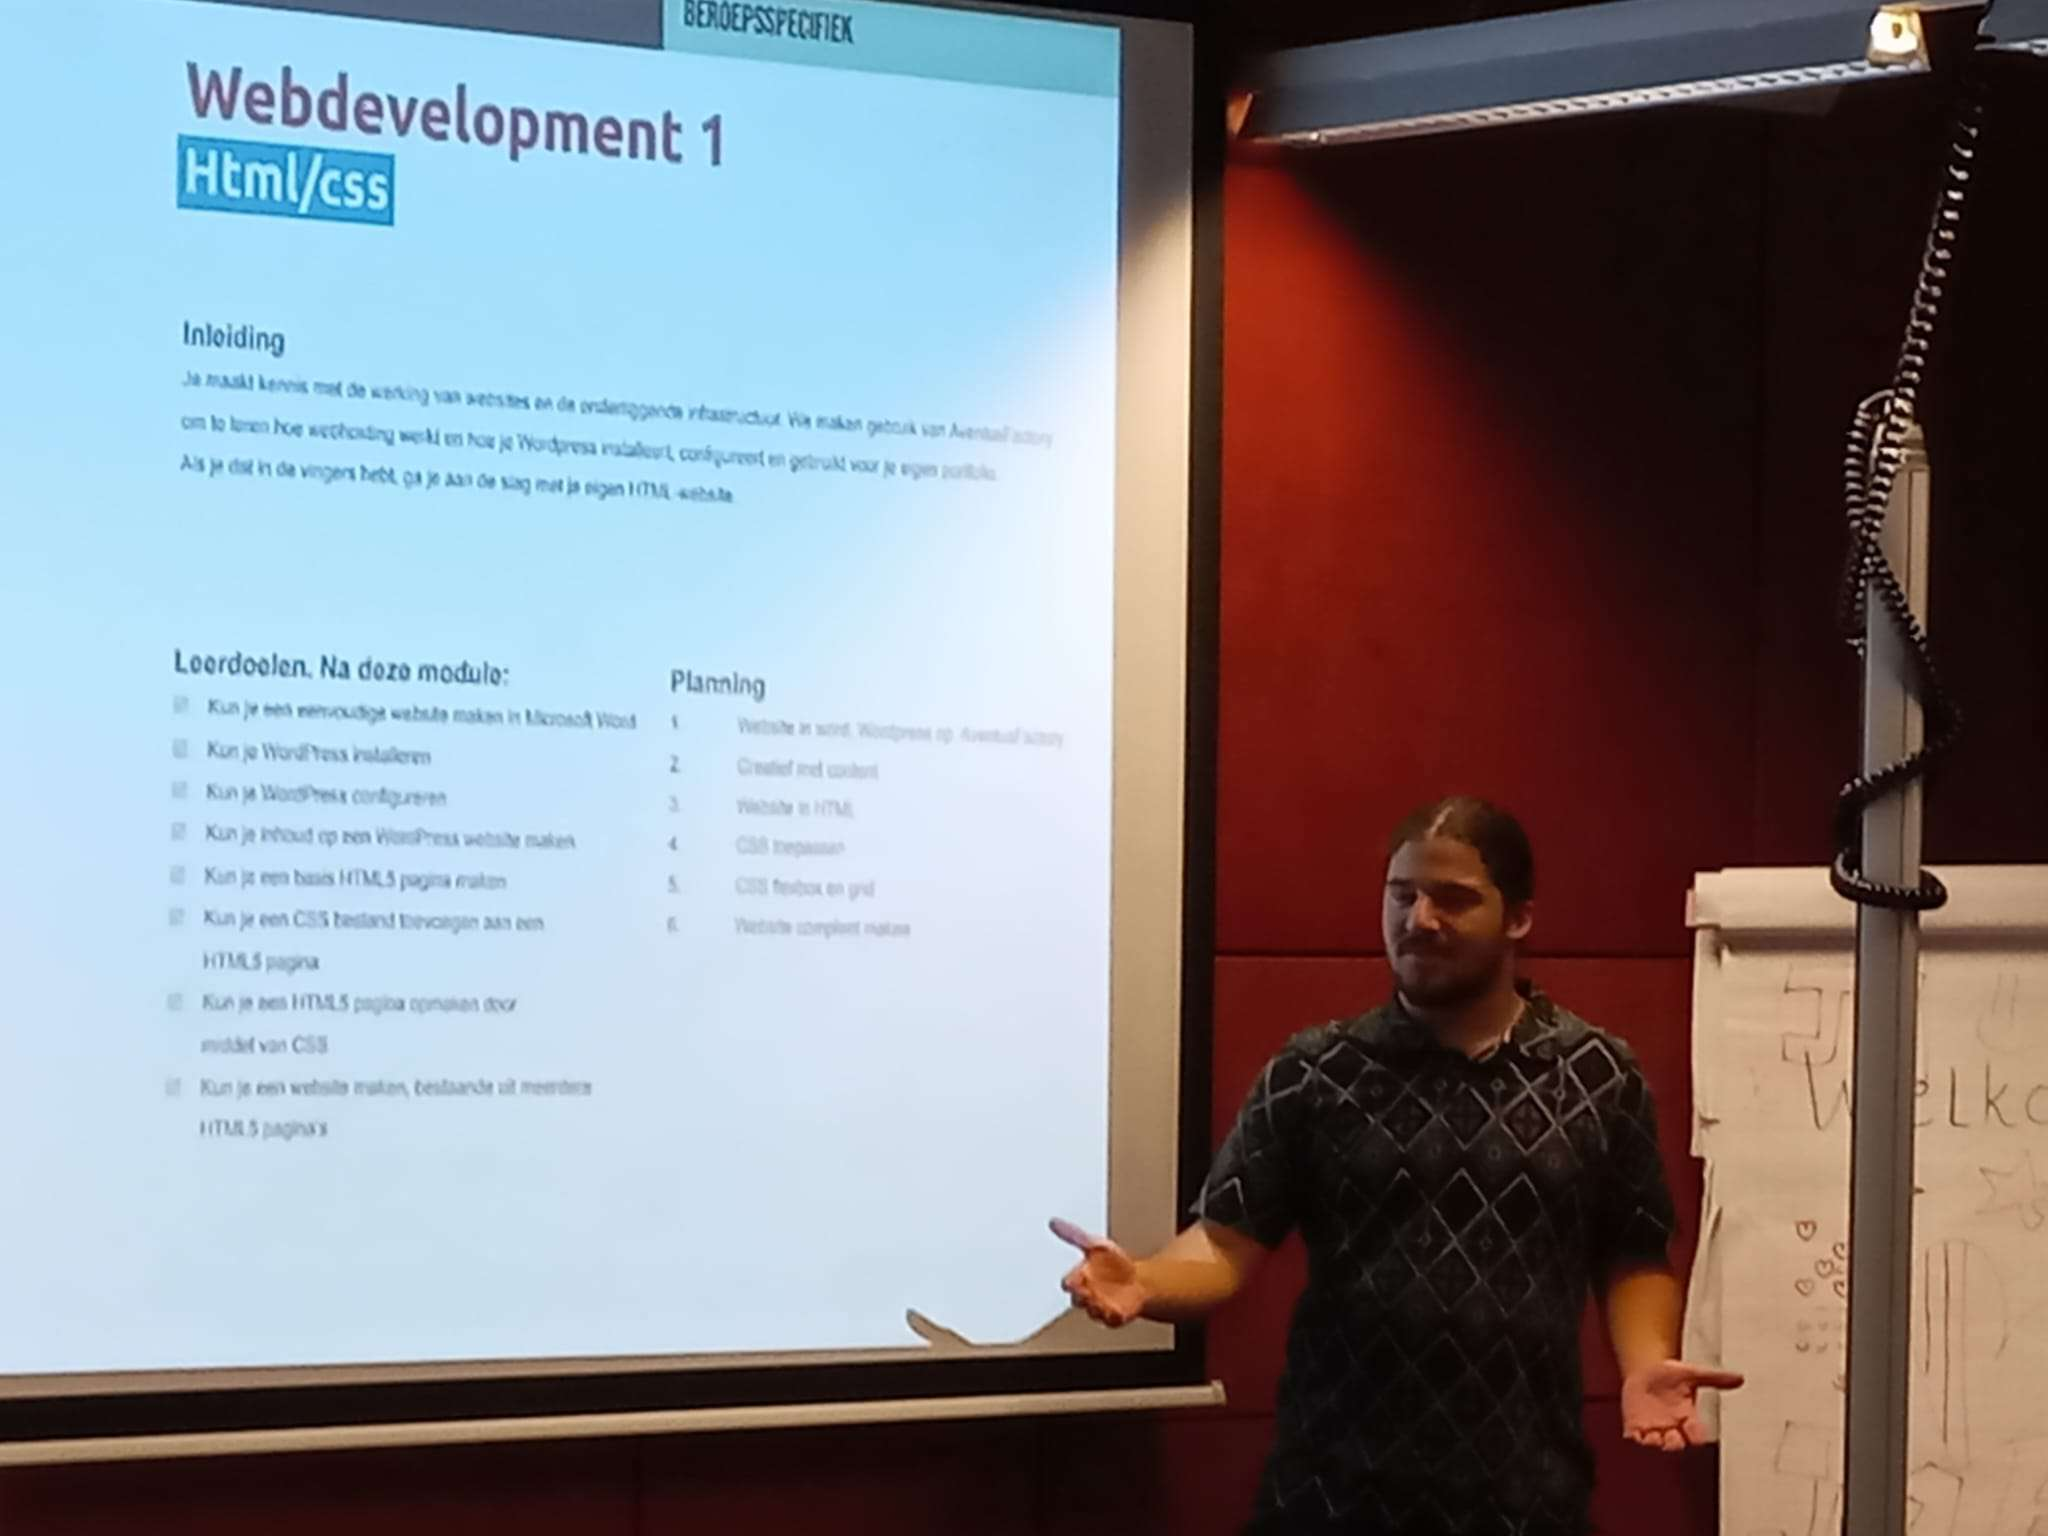 BEROEPSSPECIFIEK
Webdevelopment 1
Html/css
Inleiding
Je maakt kennis met de werking van websites en de onderliggende infrastructuur. We maken gebruik van AventusFactory
om te leren hoe webhosting werkt en hoe je Wordpress installeert, configureert en gebruikt voor je eigen portfolio.
Als je dat in de vingers hebt, ga je aan de slag met je eigen HTML-website
Leerdoelen. Na deze module:
Kun je een eenvoudige website maken in Microsoft Word
Kun je WordPress installeren
Kun je WordPress configureren
Kun je inhoud op een WordPress website maken
Kun je een basis HTML5 pagina maken
Kun je een CSS bestand toevoegen aan een
HTML5 pagina
Kun je een HTML5 pagina opmaken door
middel van CSS
Kun je een website maken, bestaande uit meerdere
HTML5 pagina's
Planning
1. Website in word, Wordpress op AventusFactory
2. Creatief met content
3. Website in HTML
4. CSS toepassen
5. CSS flexbox en grid
6. Website compleet maken